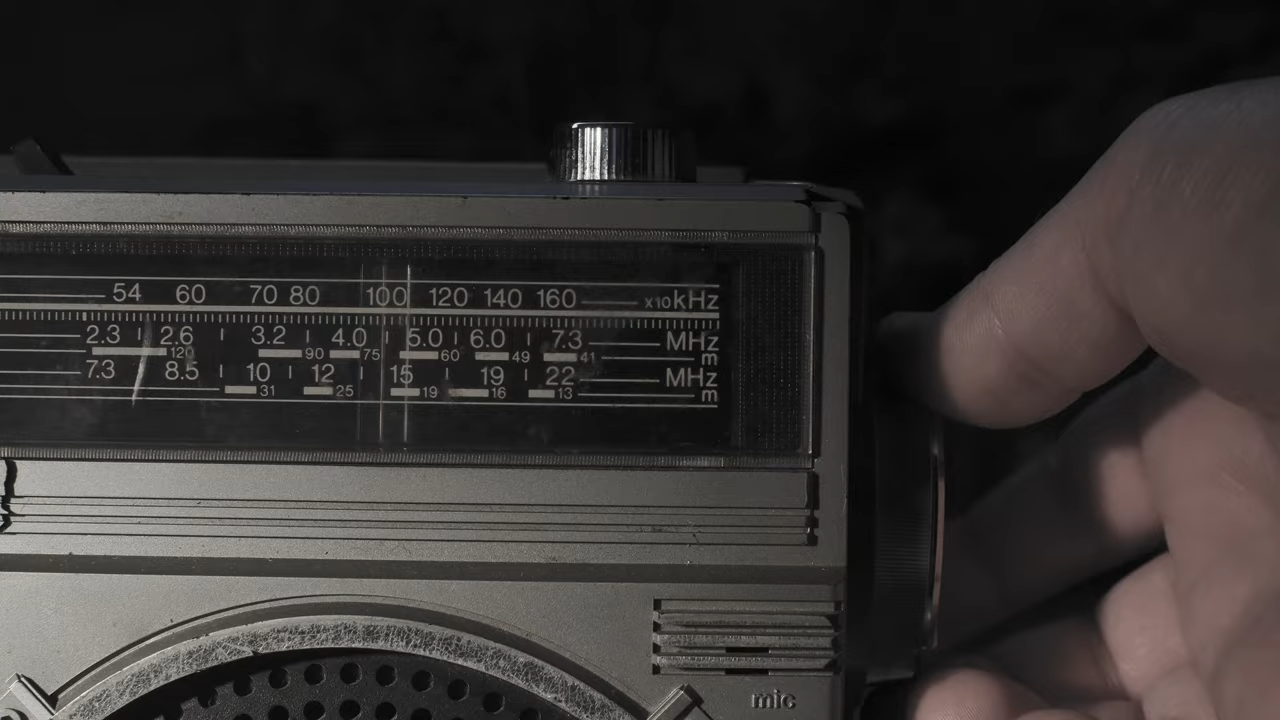 54 60 70 80 100 120 140 160 x10 kHz
2.3 2.6 3.2 4.0 5.0 6.0 7.3 MHz
120 90 75 60 49 41 m
7.3 8.5 10 12 15 19 22 MHz
31 25 19 16 13 m
mic